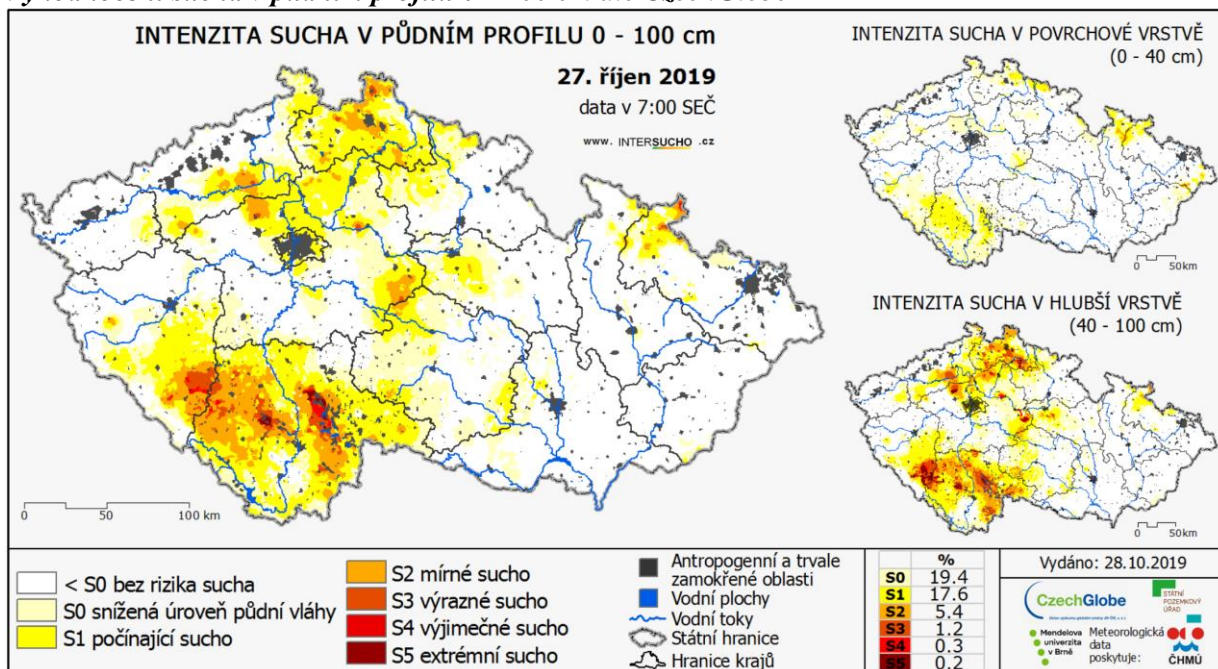 INTENZITA SUCHA V PŮDNÍM PROFILU 0 - 100 cm
27. říjen 2019
data v 7:00 SEČ
www. INTERSUCHO .cz
INTENZITA SUCHA V POVRCHOVÉ VRSTVĚ
(0 - 40 cm)
0 50km
INTENZITA SUCHA V HLUBŠÍ VRSTVĚ
(40 - 100 cm)
0 50km
0 50 100 km
< S0 bez rizika sucha
S0 snížená úroveň půdní vláhy
S1 počínající sucho
S2 mírné sucho
S3 výrazné sucho
S4 výjimečné sucho
S5 extrémní sucho
Antropogenní a trvale
zamokřené oblasti
Vodní plochy
Vodní toky
Státní hranice
Hranice krajů
%
S0 19.4
S1 17.6
S2 5.4
S3 1.2
S4 0.3
S5 0.2
Vydáno: 28.10.2019
CzechGlobe
STÁTNÍ
POZEMKOVÝ
ÚŘAD
Mendelova
univerzita
v Brně
Meteorologická
data
poskytuje:
ČHMÚ